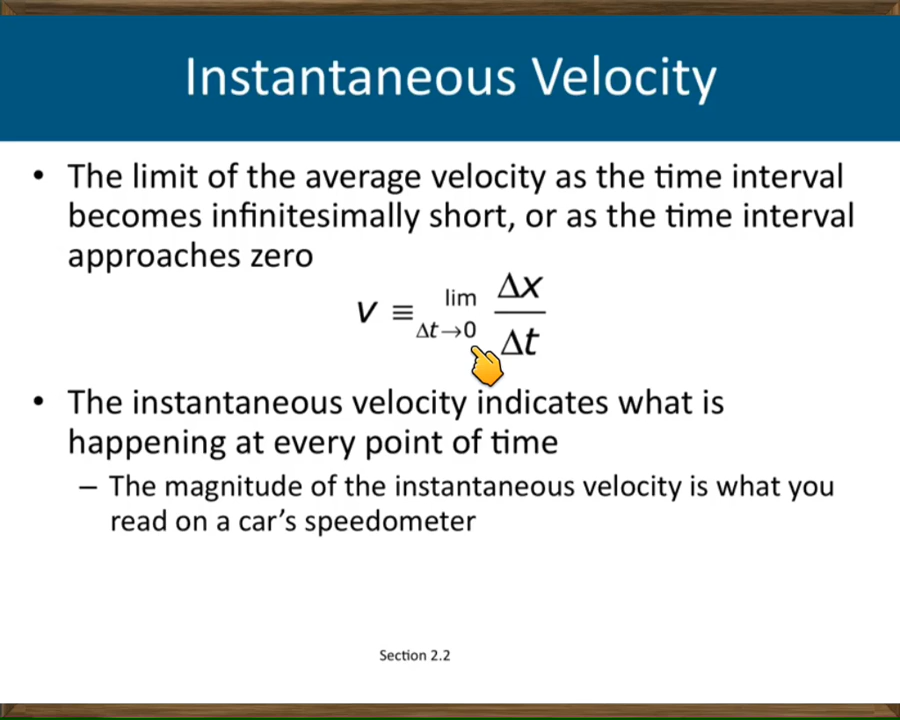 Instantaneous Velocity
• The limit of the average velocity as the time interval
becomes infinitesimally short, or as the time interval
approaches zero
v ≡ lim Δt→0 Δx/Δt
• The instantaneous velocity indicates what is
happening at every point of time
– The magnitude of the instantaneous velocity is what you
read on a car’s speedometer
Section 2.2